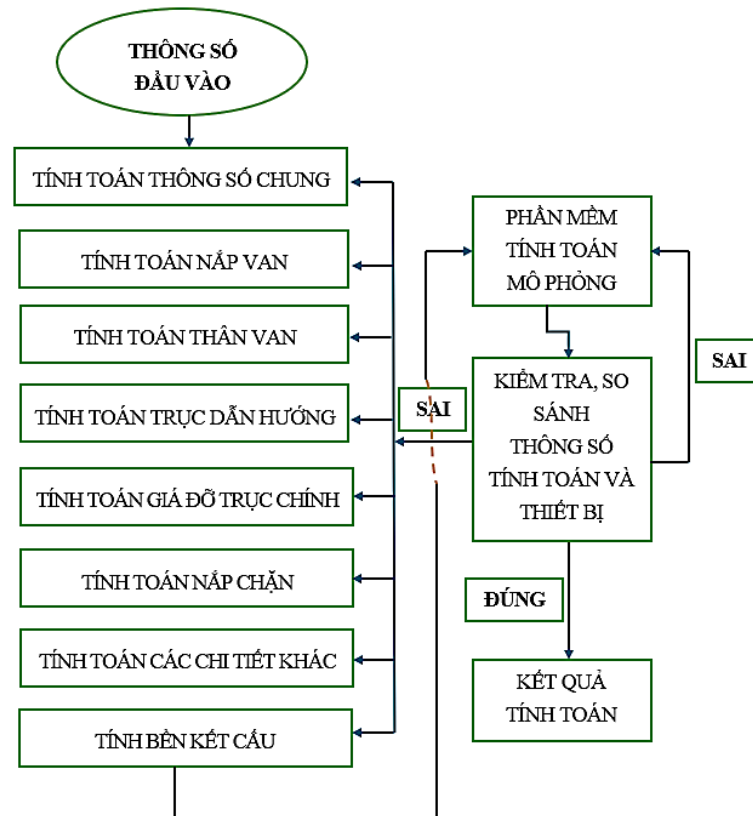 THÔNG SỐ
ĐẦU VÀO
TÍNH TOÁN THÔNG SỐ CHUNG
TÍNH TOÁN NẮP VAN
TÍNH TOÁN THÂN VAN
TÍNH TOÁN TRỤC DẪN HƯỚNG
TÍNH TOÁN GIÁ ĐỠ TRỤC CHÍNH
TÍNH TOÁN NẮP CHẶN
TÍNH TOÁN CÁC CHI TIẾT KHÁC
TÍNH BỀN KẾT CẤU
PHẦN MỀM
TÍNH TOÁN
MÔ PHỎNG
SAI
SAI
KIỂM TRA, SO
SÁNH
THÔNG SỐ
TÍNH TOÁN VÀ
THIẾT BỊ
ĐÚNG
KẾT QUẢ
TÍNH TOÁN